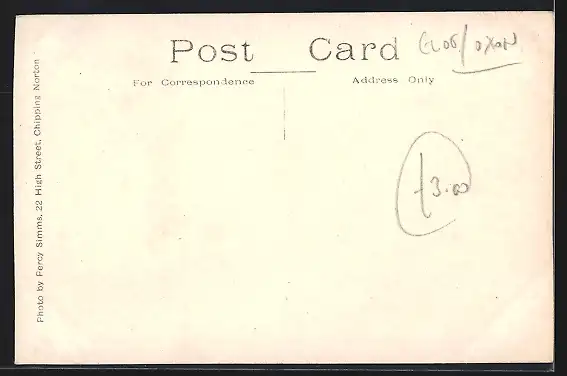 Post Card
GLOS/OXON
For Correspondence
Address Only
£3.00
Photo by Percy Simms, 22 High Street, Chipping Norton